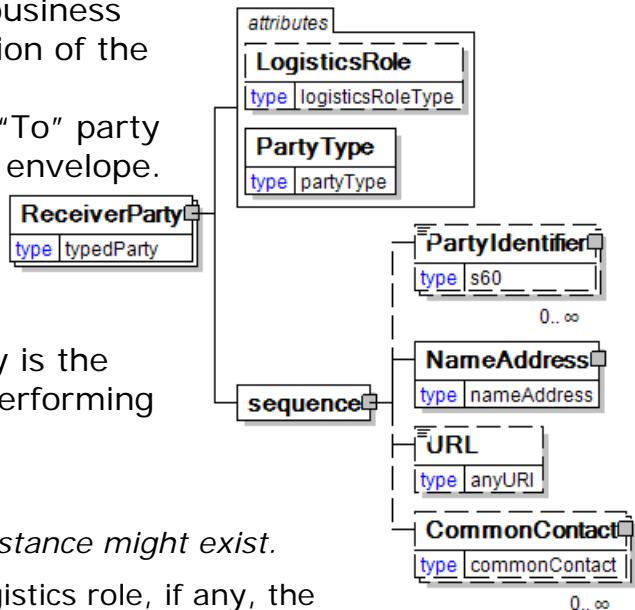 business
ion of the
“To” party
envelope.
y is the
erforming
stance might exist.
gistics role, if any, the
attributes
LogisticsRole
type logisticsRoleType
PartyType
type partyType
ReceiverParty
type typedParty
sequence
PartyIdentifier
type s60
0..∞
NameAddress
type nameAddress
URL
type anyURI
CommonContact
type commonContact
0..∞